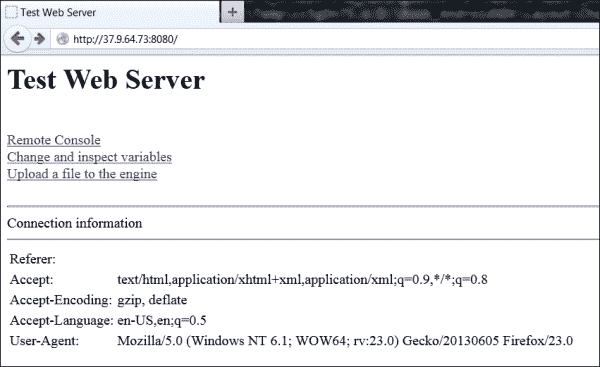 Test Web Server
http://37.9.64.73:8080/
Test Web Server
Remote Console
Change and inspect variables
Upload a file to the engine
Connection information
Referer:
Accept: text/html,application/xhtml+xml,application/xml;q=0.9,*/*;q=0.8
Accept-Encoding: gzip, deflate
Accept-Language: en-US,en;q=0.5
User-Agent: Mozilla/5.0 (Windows NT 6.1; WOW64; rv:23.0) Gecko/20130605 Firefox/23.0